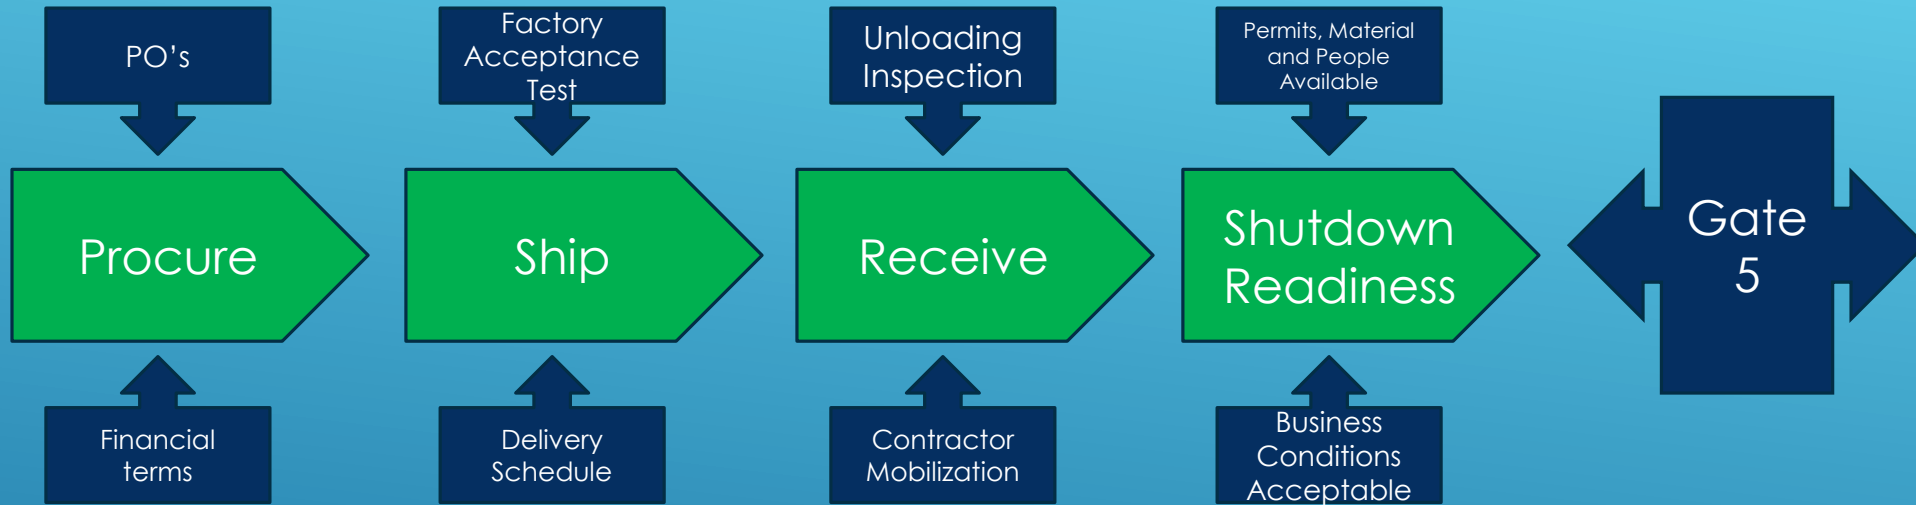 PO’s
Factory
Acceptance
Test
Unloading
Inspection
Permits, Material
and People
Available
Procure
Ship
Receive
Shutdown
Readiness
Gate
5
Financial
terms
Delivery
Schedule
Contractor
Mobilization
Business
Conditions
Acceptable